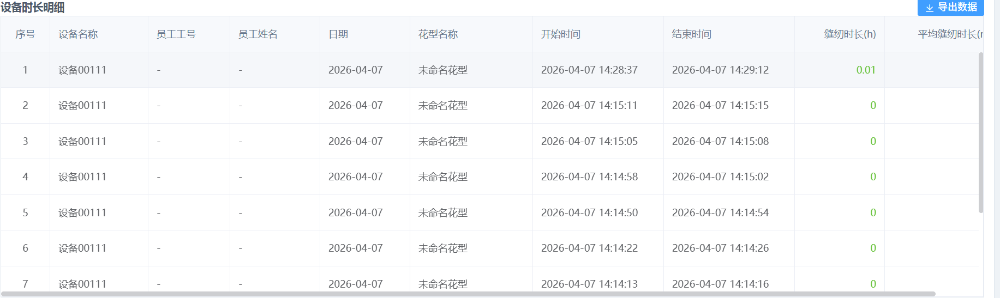 设备时长明细
导出数据
序号 设备名称 员工工号 员工姓名 日期 花型名称 开始时间 结束时间 缝纫时长(h) 平均缝纫时长(
1 设备00111 - - 2026-04-07 未命名花型 2026-04-07 14:28:37 2026-04-07 14:29:12 0.01
2 设备00111 - - 2026-04-07 未命名花型 2026-04-07 14:15:11 2026-04-07 14:15:15 0
3 设备00111 - - 2026-04-07 未命名花型 2026-04-07 14:15:05 2026-04-07 14:15:08 0
4 设备00111 - - 2026-04-07 未命名花型 2026-04-07 14:14:58 2026-04-07 14:15:02 0
5 设备00111 - - 2026-04-07 未命名花型 2026-04-07 14:14:50 2026-04-07 14:14:54 0
6 设备00111 - - 2026-04-07 未命名花型 2026-04-07 14:14:22 2026-04-07 14:14:26 0
7 设备00111 - - 2026-04-07 未命名花型 2026-04-07 14:14:13 2026-04-07 14:14:16 0